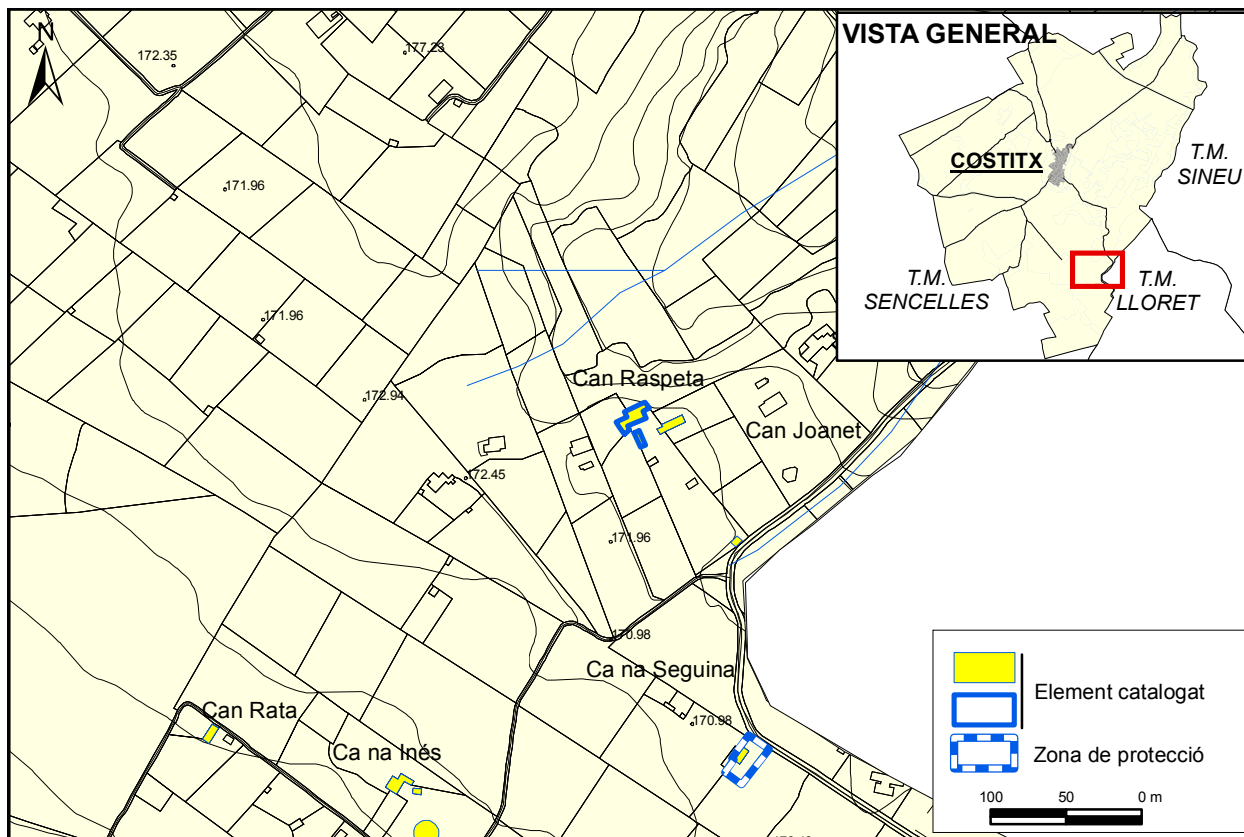 N
172.35
177.23
171.96
171.96
172.94
Can Raspeta
Can Joanet
172.45
171.96
170.98
Ca na Seguina
170.98
Can Rata
Ca na Inés
VISTA GENERAL
COSTITX
T.M.
SINEU
T.M.
SENCELLES
T.M.
LLORET
Element catalogat
Zona de protecció
100 50 0 m